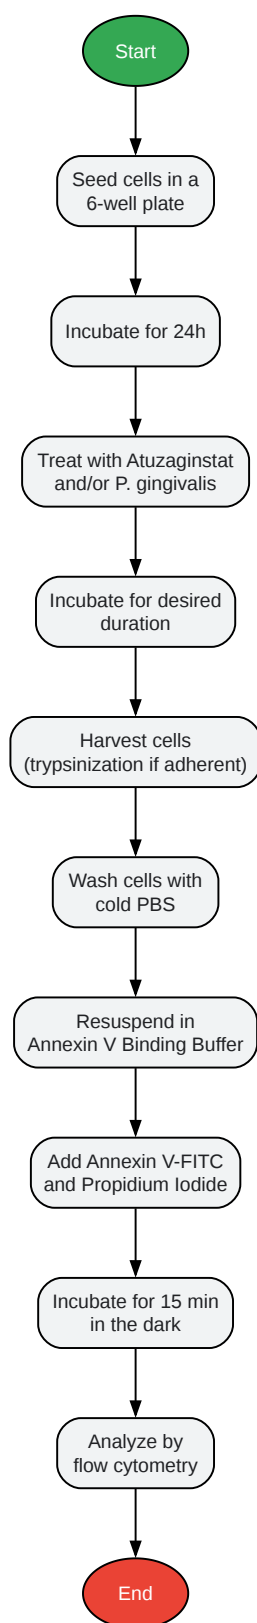 Start
Seed cells in a
6-well plate
Incubate for 24h
Treat with Atuzaginstat
and/or P. gingivalis
Incubate for desired
duration
Harvest cells
(trypsinization if adherent)
Wash cells with
cold PBS
Resuspend in
Annexin V Binding Buffer
Add Annexin V-FITC
and Propidium Iodide
Incubate for 15 min
in the dark
Analyze by
flow cytometry
End